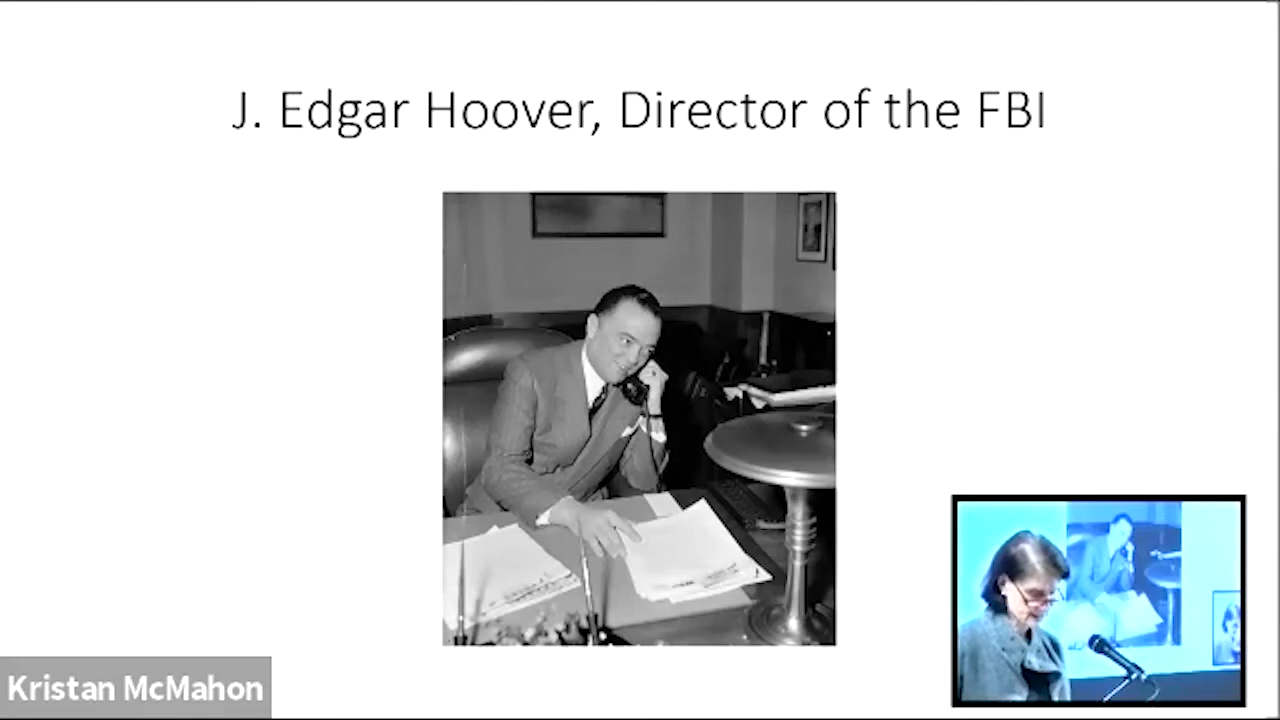 J. Edgar Hoover, Director of the FBI
Kristan McMahon